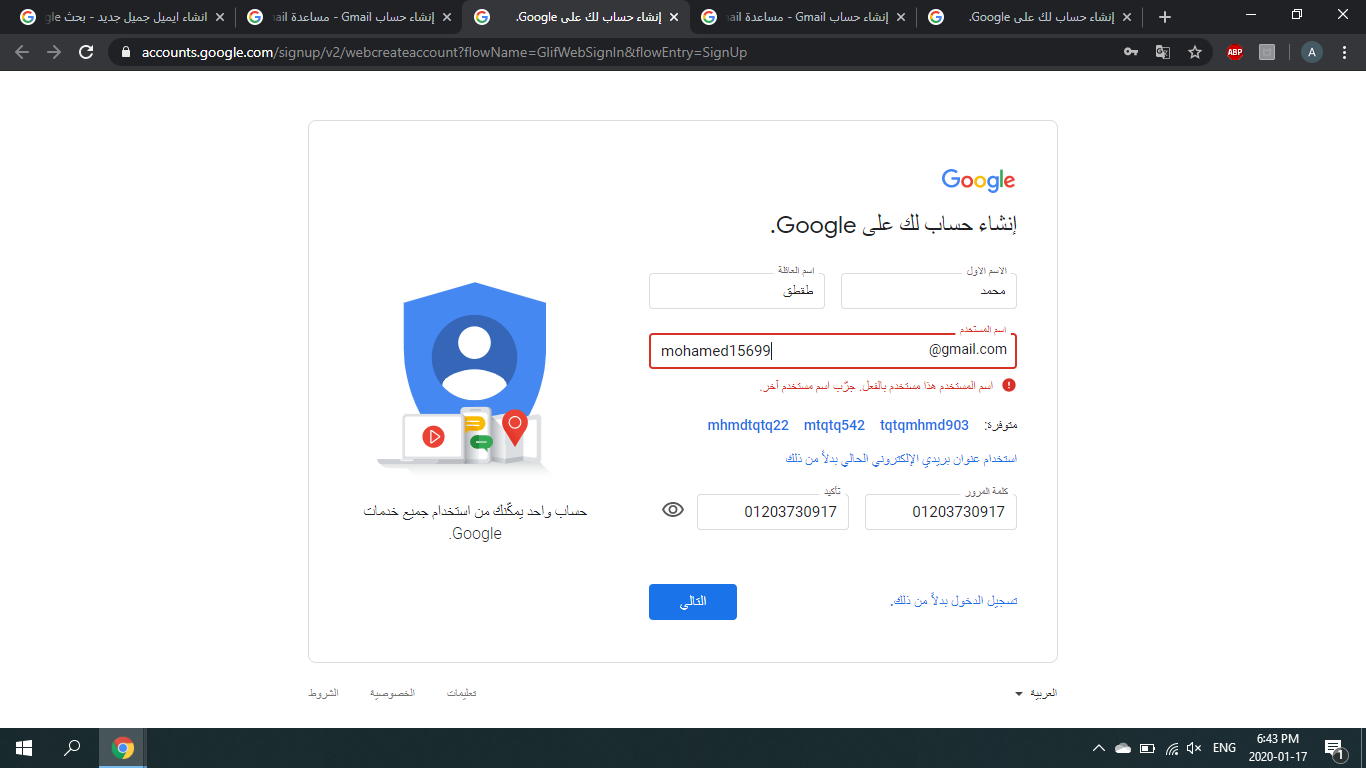 انشاء ايميل جميل جديد - بحث gle
إنشاء حساب Gmail - مساعدة ail
إنشاء حساب لك على Google.
إنشاء حساب Gmail - مساعدة ail
إنشاء حساب لك على Google.
accounts.google.com/signup/v2/webcreateaccount?flowName=GlifWebSignIn&flowEntry=SignUp
ABP
A
Google
إنشاء حساب لك على Google.
الاسم الأول
اسم العائلة
محمد
طقطق
اسم المستخدم
mohamed15699
@gmail.com
اسم المستخدم هذا مستخدم بالفعل. جرّب اسم مستخدم آخر.
متوفرة: tqtqmhmd903 mtqtq542 mhmdtqtq22
استخدام عنوان بريدي الإلكتروني الحالي بدلاً من ذلك
كلمة المرور
تأكيد
01203730917
01203730917
حساب واحد يمكّنك من استخدام جميع خدمات
Google.
تسجيل الدخول بدلاً من ذلك.
التالي
العربية
تعليمات
الخصوصية
الشروط
ENG
6:43 PM
2020-01-17
1